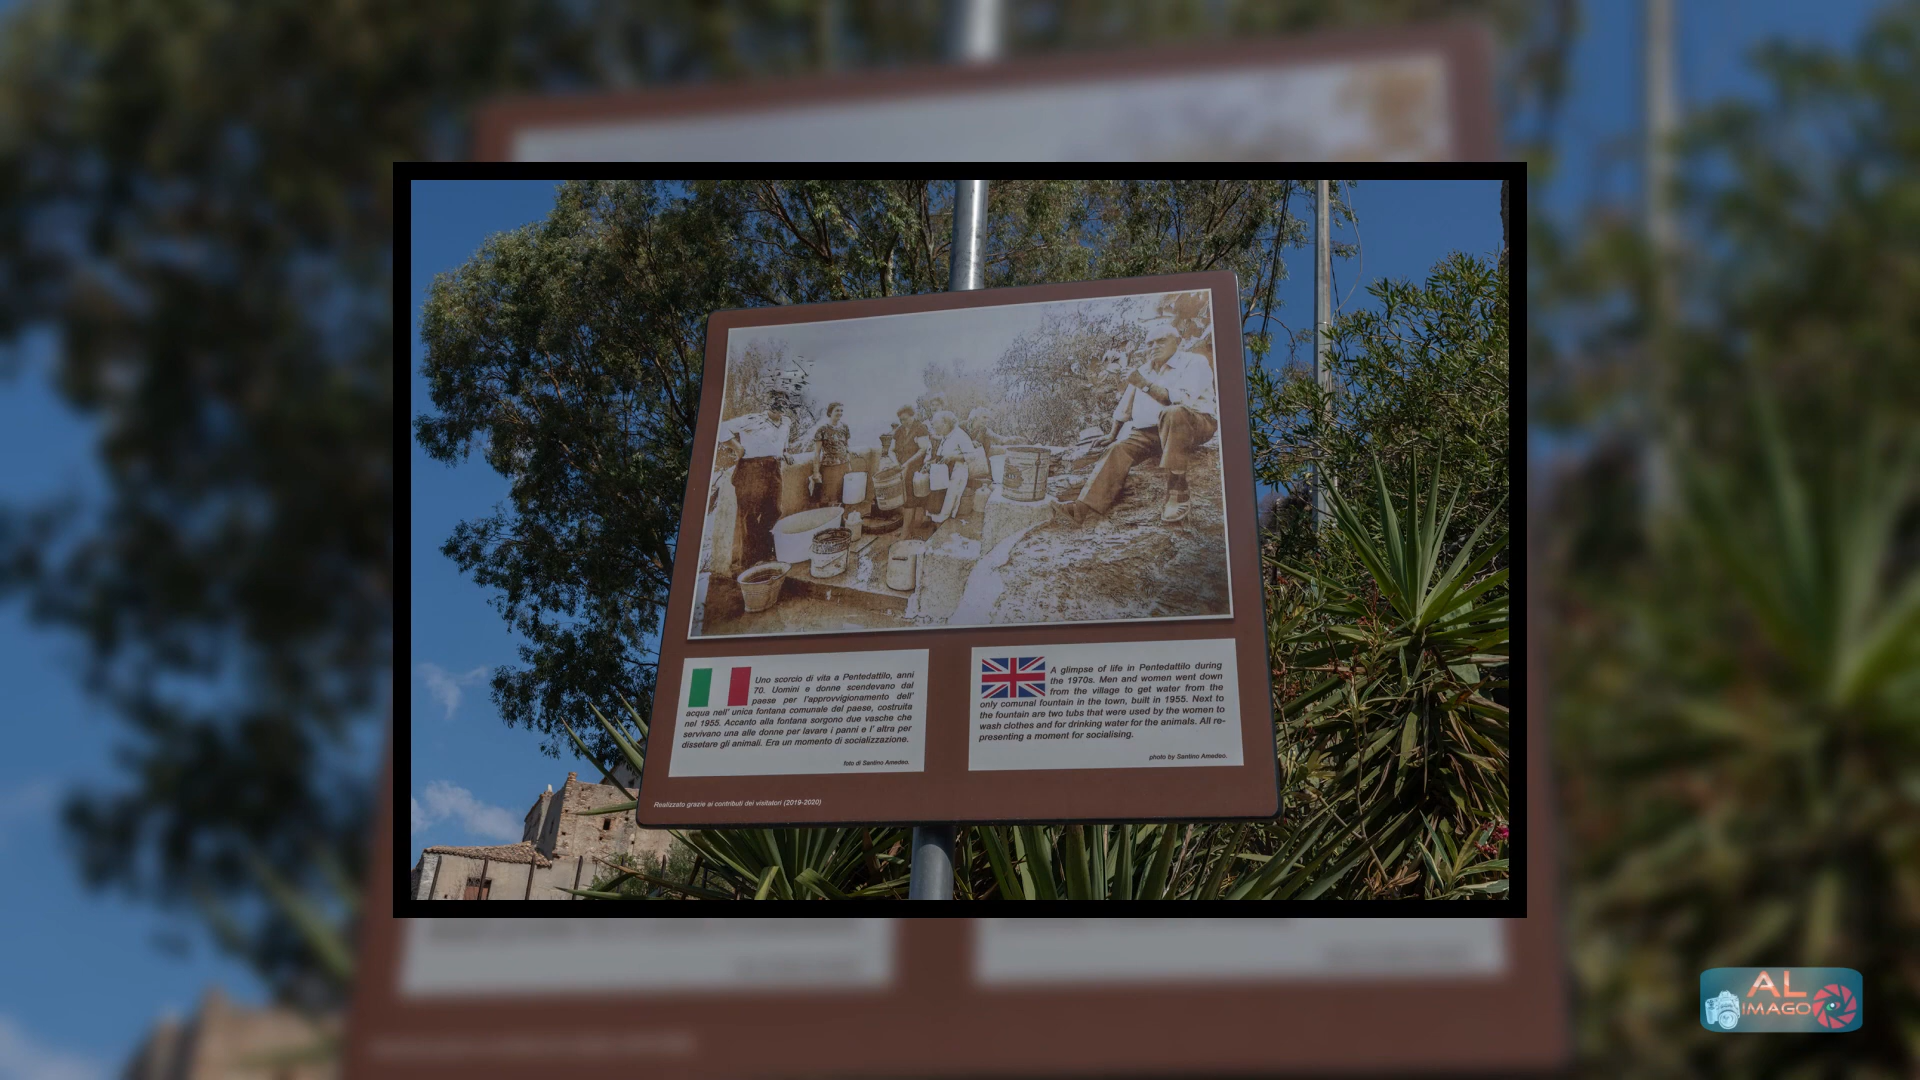 Uno scorcio di vita a Pentedattilo, anni
70. Uomini e donne scendevano dal
paese per l'approvvigionamento dell'
acqua nell' unica fontana comunale del paese, costruita
nel 1955. Accanto alla fontana sorgono due vasche che
servivano una alle donne per lavare i panni e l' altra per
dissetare gli animali. Era un momento di socializzazione.
foto di Santino Amedeo.
A glimpse of life in Pentedattilo during
the 1970s. Men and women went down
from the village to get water from the
only comunal fountain in the town, built in 1955. Next to
the fountain are two tubs that were used by the women to
wash clothes and for drinking water for the animals. All re-
presenting a moment for socialising.
photo by Santino Amedeo.
Realizzato grazie ai contributi dei visitatori (2019-2020)
AL
IMAGO